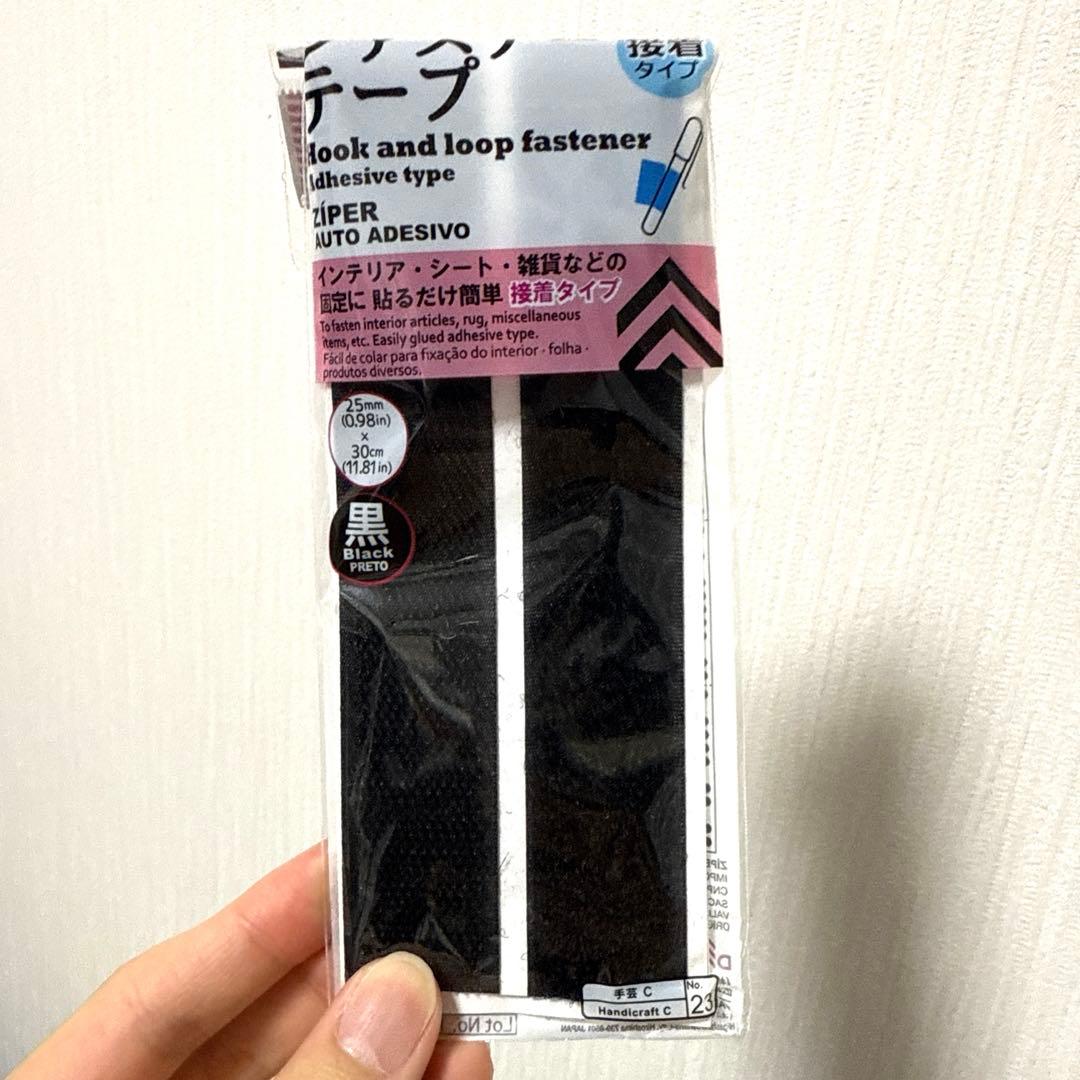 テープ
接着
タイプ
Hook and loop fastener
Adhesive type
ZÍPER
AUTO ADESIVO
インテリア・シート・雑貨などの
固定に 貼るだけ簡単 接着タイプ
To fasten interior articles, rug, miscellaneous
items, etc. Easily glued adhesive type.
Fácil de colar para fixação do interior · folha ·
produtos diversos.
25mm
(0.98in)
×
30cm
(11.81in)
黒
Black
PRETO
手芸 C
Handicraft C
No.
23
Lot No.